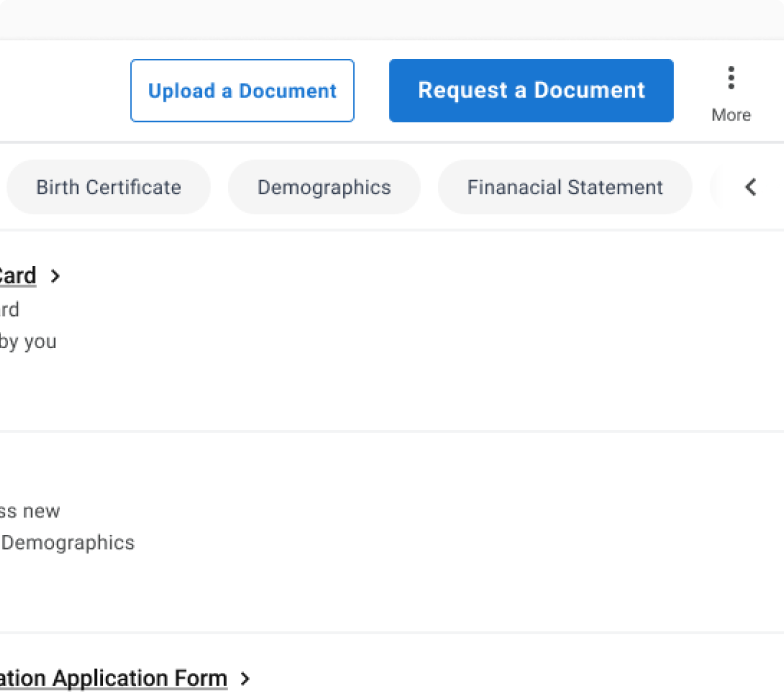 Upload a Document
Request a Document
More
Birth Certificate
Demographics
Finanacial Statement
Card
rd
by you
ss new
Demographics
ation Application Form